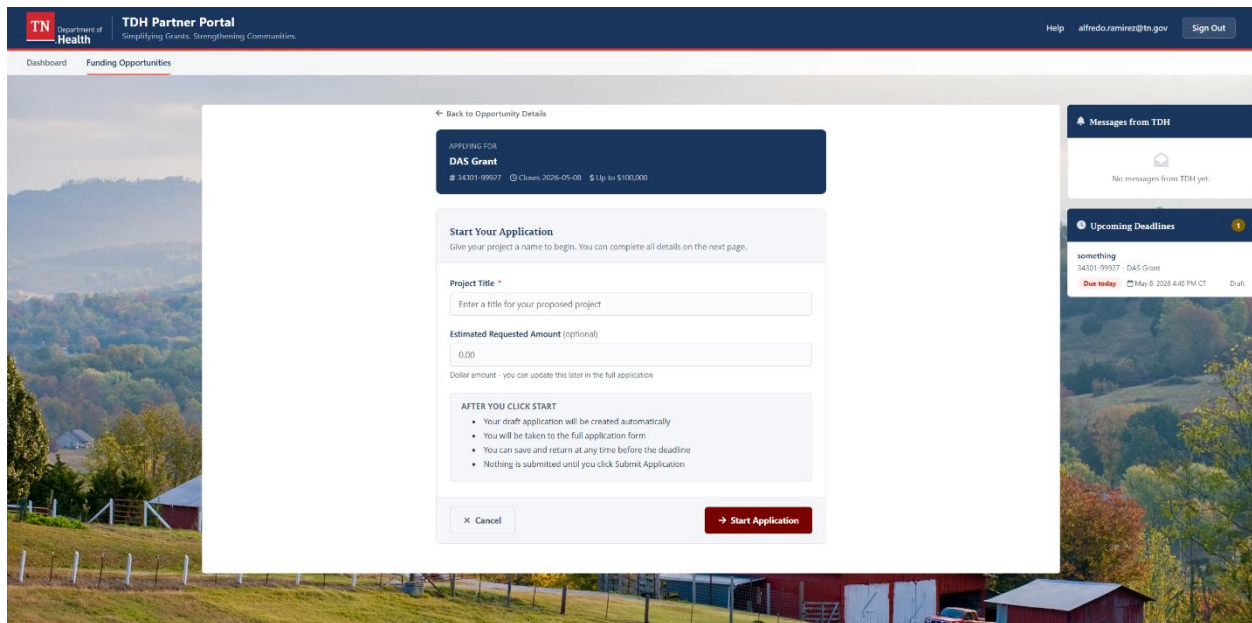 TN Department of Health
TDH Partner Portal
Simplifying Grants. Strengthening Communities.
Help alfredo.ramirez@tn.gov Sign Out
Dashboard Funding Opportunities
← Back to Opportunity Details
APPLYING FOR
DAS Grant
# 34301-99927 Closes 2026-05-08 $ Up to $100,000
Start Your Application
Give your project a name to begin. You can complete all details on the next page.
Project Title *
Enter a title for your proposed project
Estimated Requested Amount (optional)
0.00
Dollar amount - you can update this later in the full application
AFTER YOU CLICK START
• Your draft application will be created automatically
• You will be taken to the full application form
• You can save and return at any time before the deadline
• Nothing is submitted until you click Submit Application
× Cancel
→ Start Application
Messages from TDH
No messages from TDH yet.
Upcoming Deadlines 1
something
34301-99927 · DAS Grant
Due today May 8, 2026 4:45 PM CT Draft